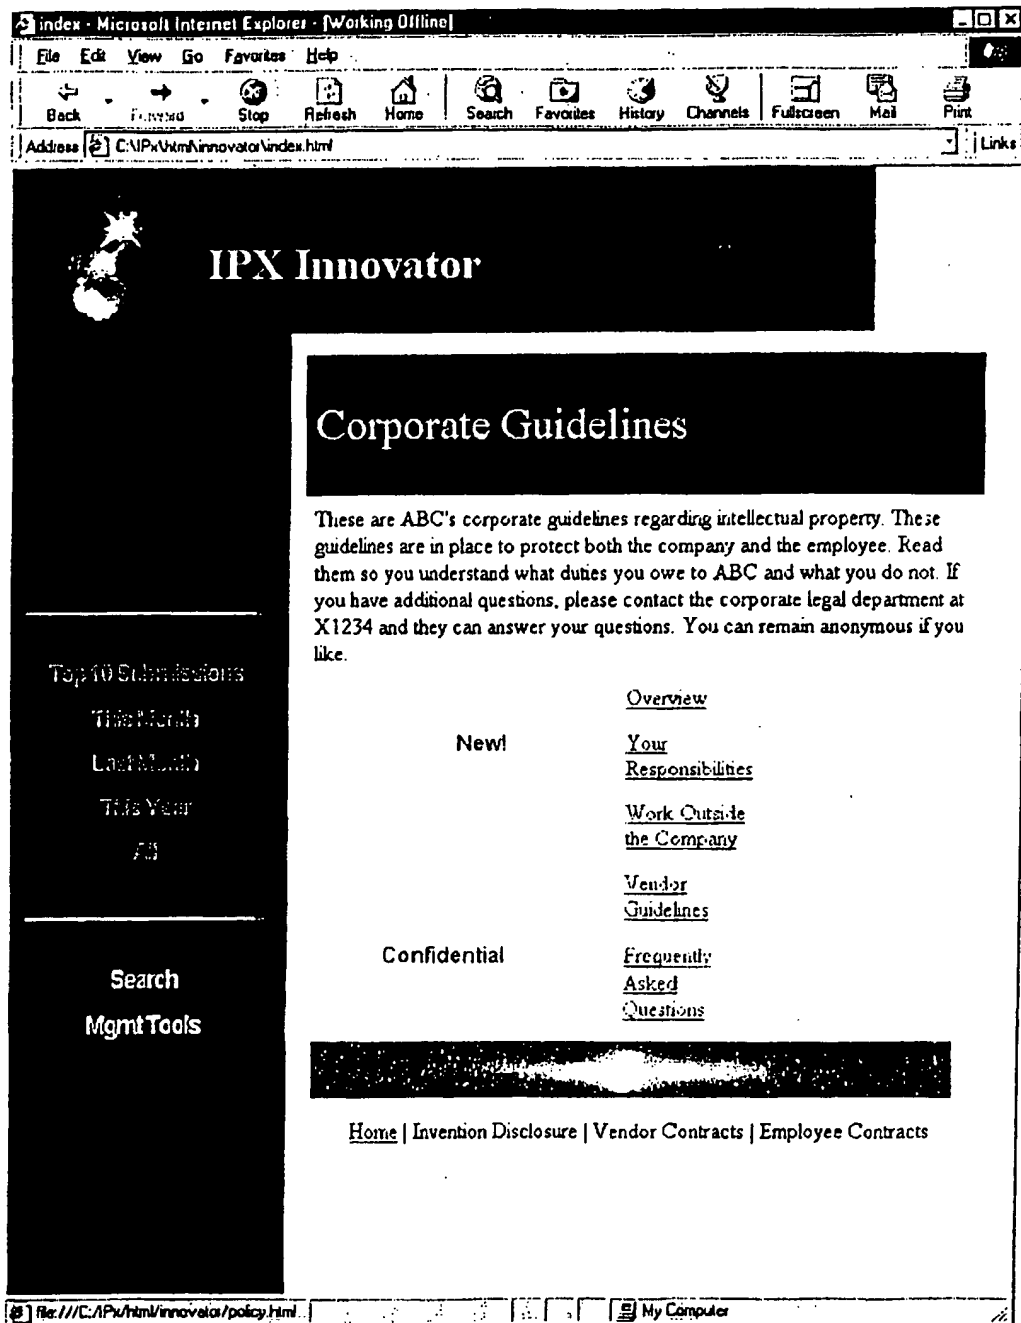 index - Microsoft Internet Explorer - [Working Offline]
File Edit View Go Favorites Help
Back Forward Stop Refresh Home Search Favorites History Channels Fullscreen Mail Print
Address C:\IPx\html\innovator\index.html Links
IPX Innovator
Corporate Guidelines
These are ABC's corporate guidelines regarding intellectual property. These
guidelines are in place to protect both the company and the employee. Read
them so you understand what duties you owe to ABC and what you do not. If
you have additional questions, please contact the corporate legal department at
X1234 and they can answer your questions. You can remain anonymous if you
like.
Top 10 Submissions
This Month
Last Month
This Year
All
Search
Mgmt Tools
Overview
New! Your
Responsibilities
Work Outside
the Company
Vendor
Guidelines
Confidential Frequently
Asked
Questions
Home | Invention Disclosure | Vendor Contracts | Employee Contracts
file:///C:/IPx/html/innovator/policy.html My Computer